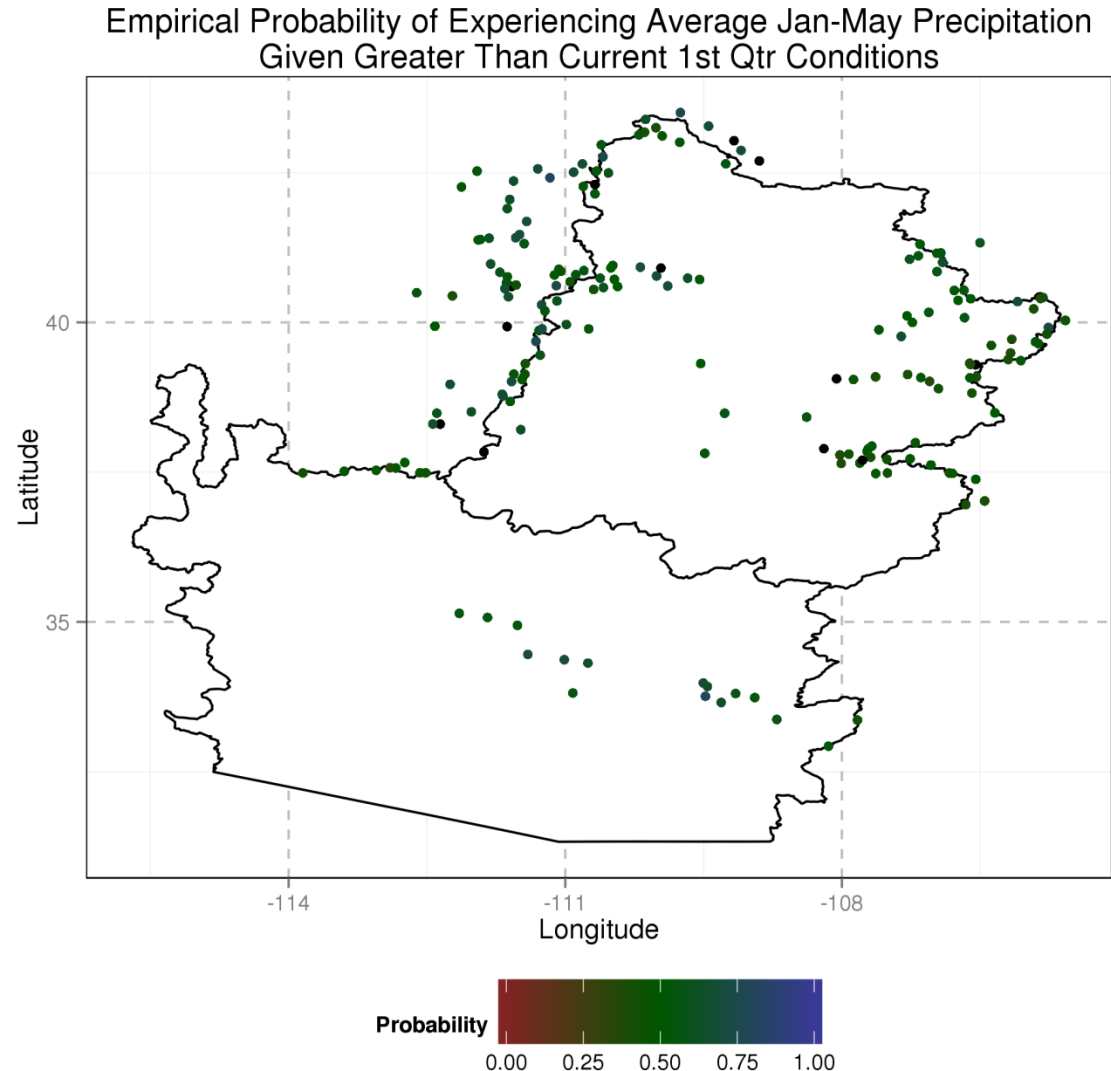 Empirical Probability of Experiencing Average Jan-May Precipitation
Given Greater Than Current 1st Qtr Conditions
Latitude
40
35
-114 -111 -108
Longitude
Probability
0.00 0.25 0.50 0.75 1.00